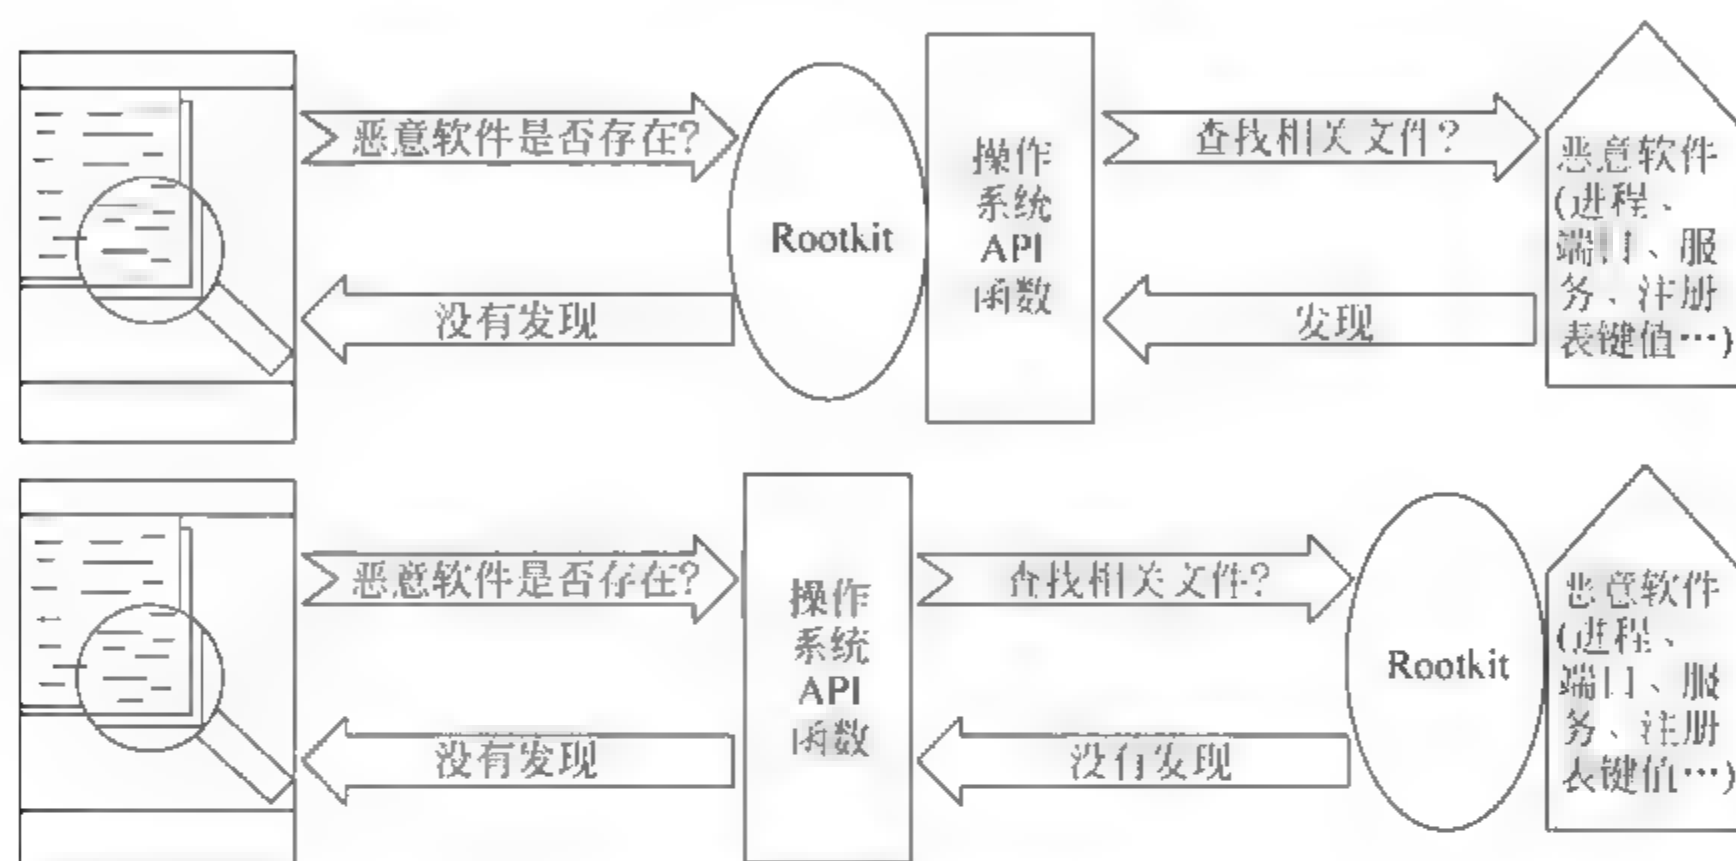 恶意软件是否存在?
Rootkit
操作
系统
API
函数
查找相关文件?
恶意软件
(进程、
端口、服
务、注册
表键值…)
没有发现
发现
恶意软件是否存在?
操作
系统
API
函数
查找相关文件?
Rootkit
恶意软件
(进程、
端口、服
务、注册
表键值…)
没有发现
没有发现